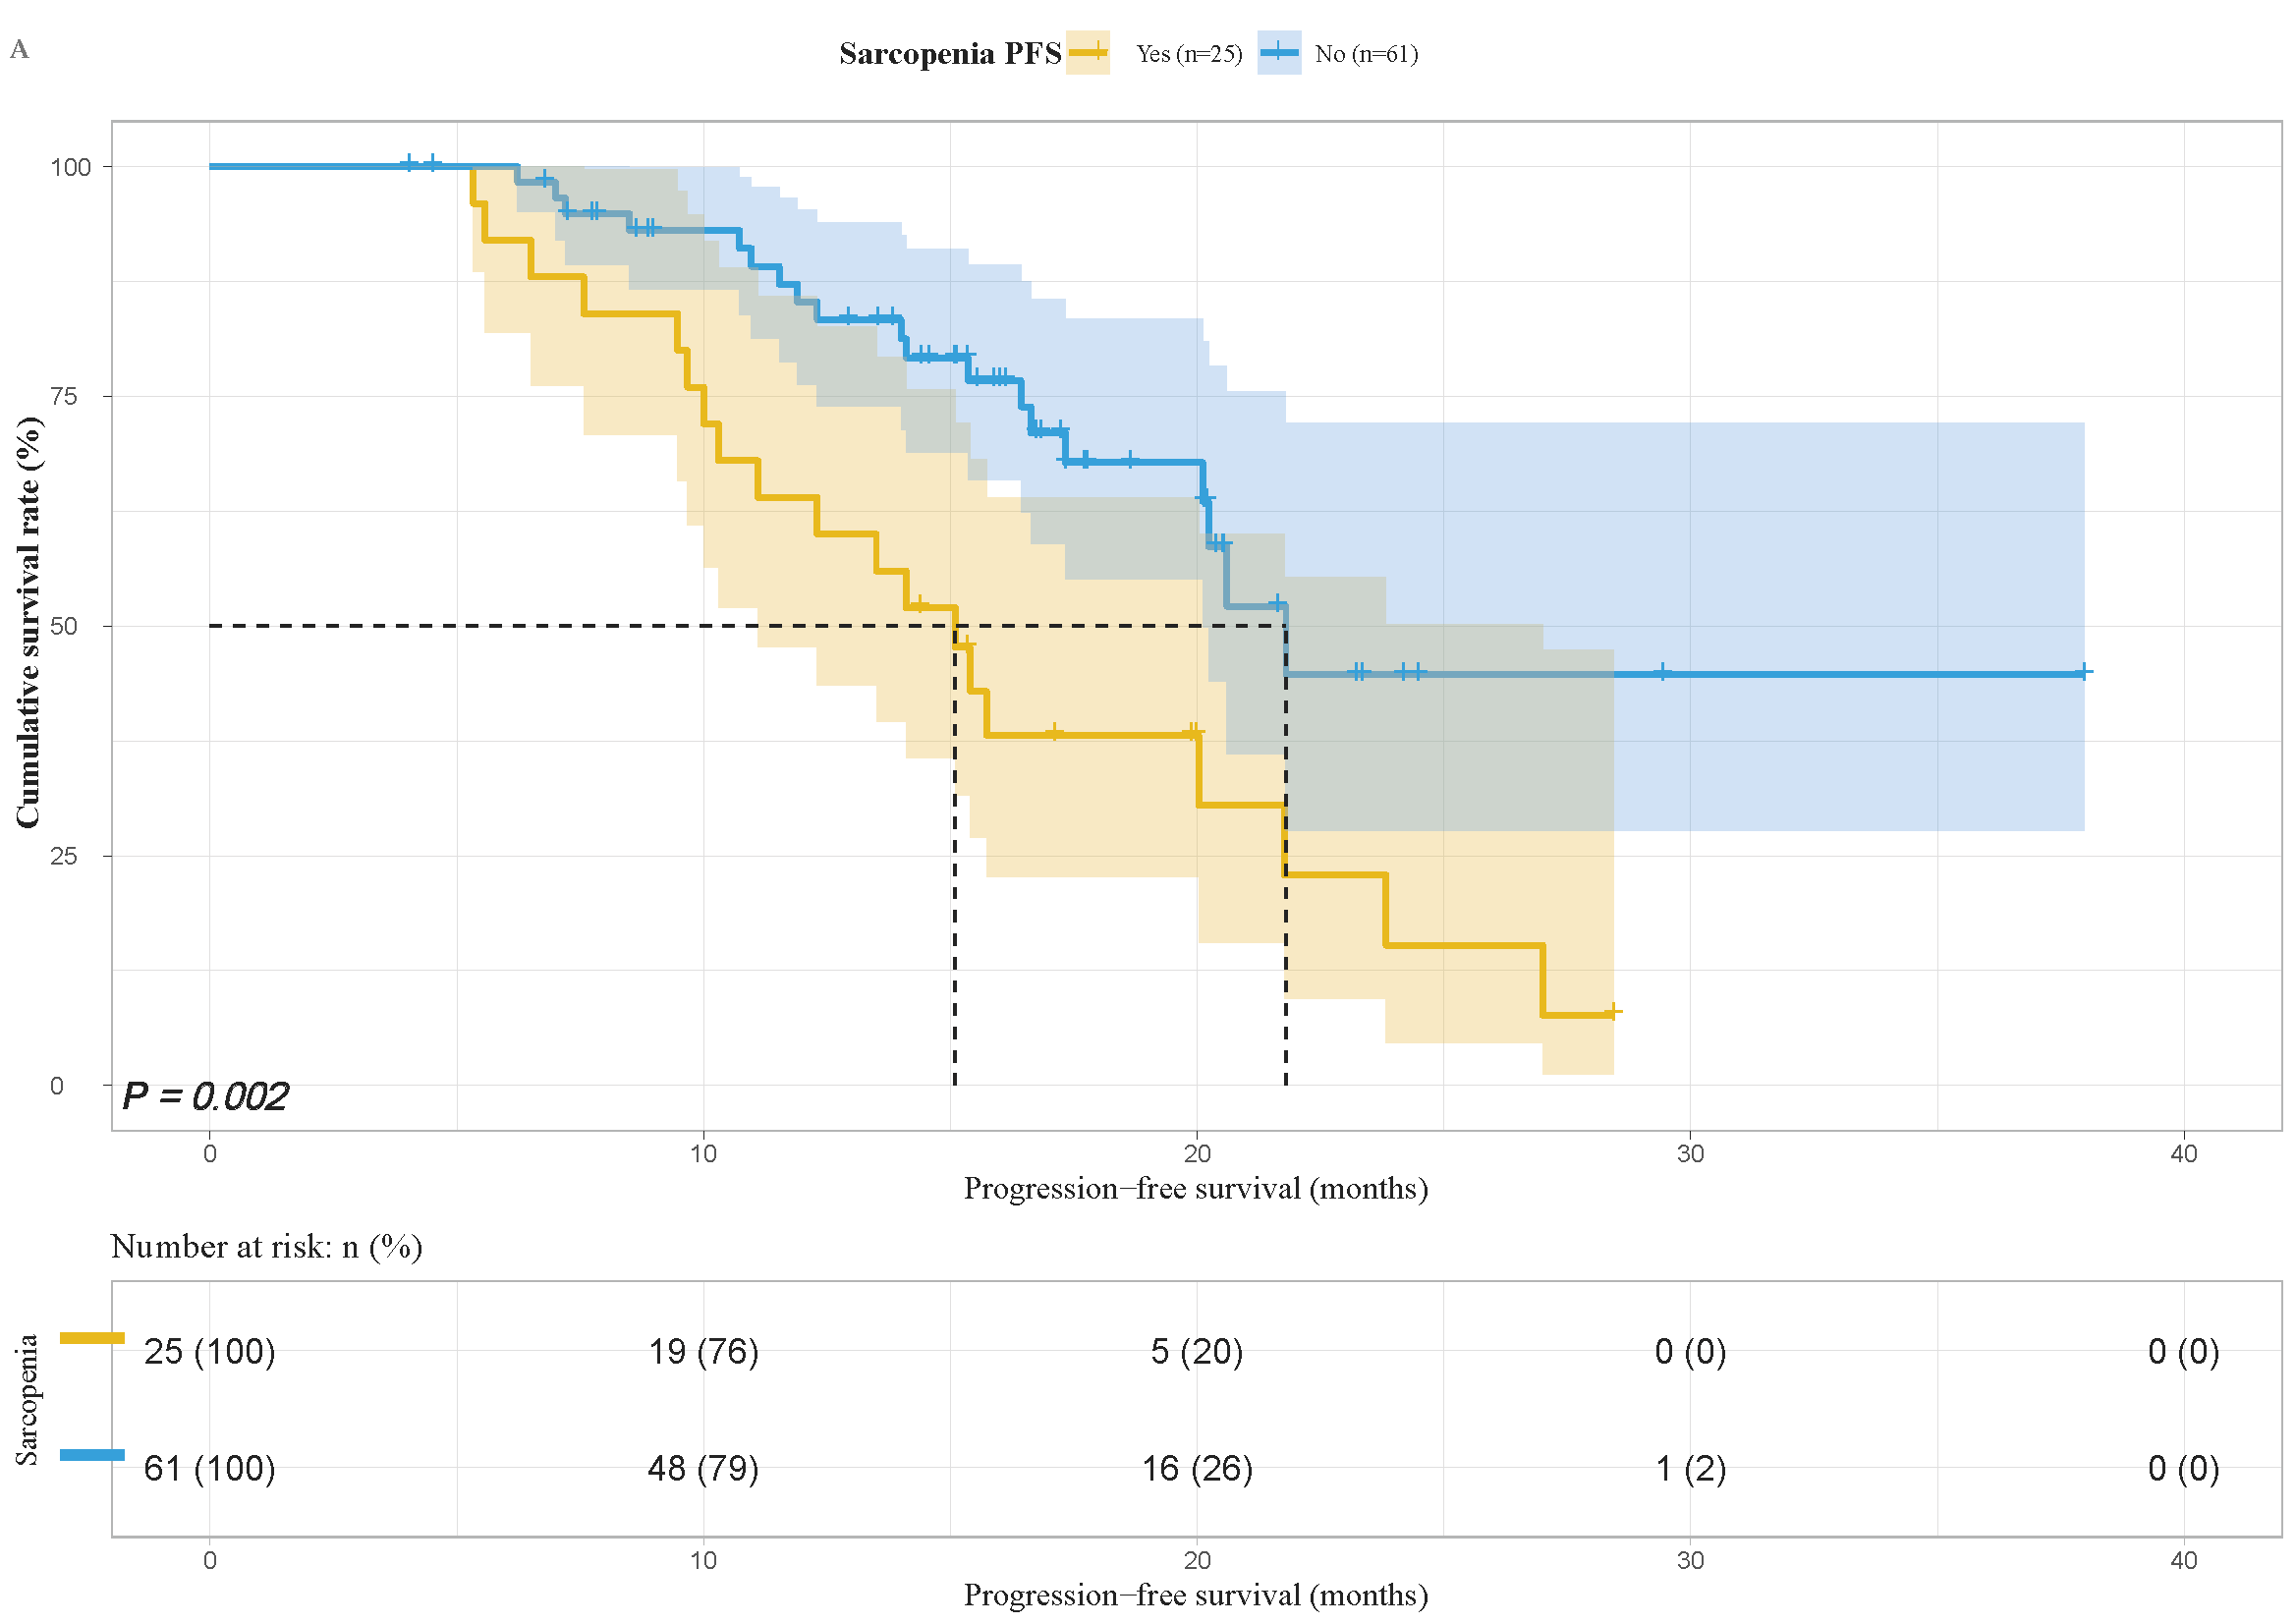 A
Sarcopenia PFS Yes (n=25) No (n=61)
Cumulative survival rate (%)
100
75
50
25
0
P = 0.002
0 10 20 30 40
Progression−free survival (months)
Number at risk: n (%)
Sarcopenia
25 (100) 19 (76) 5 (20) 0 (0) 0 (0)
61 (100) 48 (79) 16 (26) 1 (2) 0 (0)
0 10 20 30 40
Progression−free survival (months)